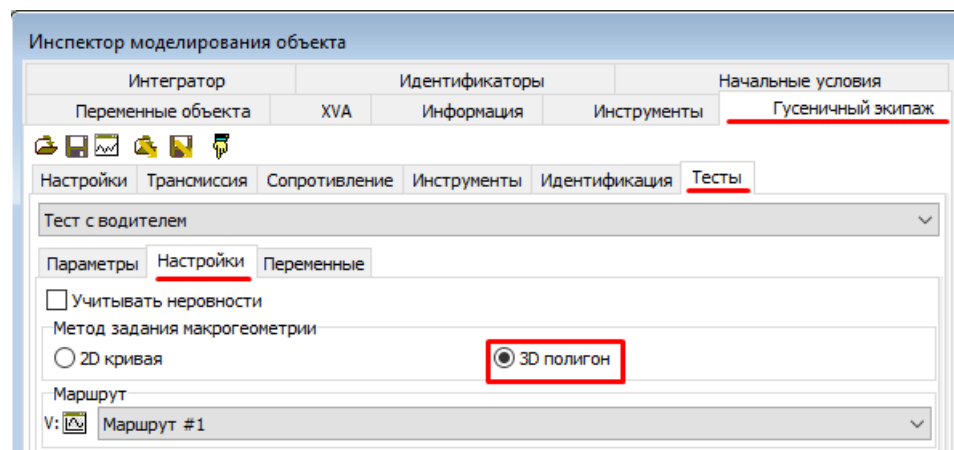 Инспектор моделирования объекта
Интегратор Идентификаторы Начальные условия
Переменные объекта XVA Информация Инструменты Гусеничный экипаж
Настройки Трансмиссия Сопротивление Инструменты Идентификация Тесты
Тест с водителем
Параметры Настройки Переменные
Учитывать неровности
Метод задания макрогеометрии
2D кривая 3D полигон
Маршрут
V: Маршрут #1